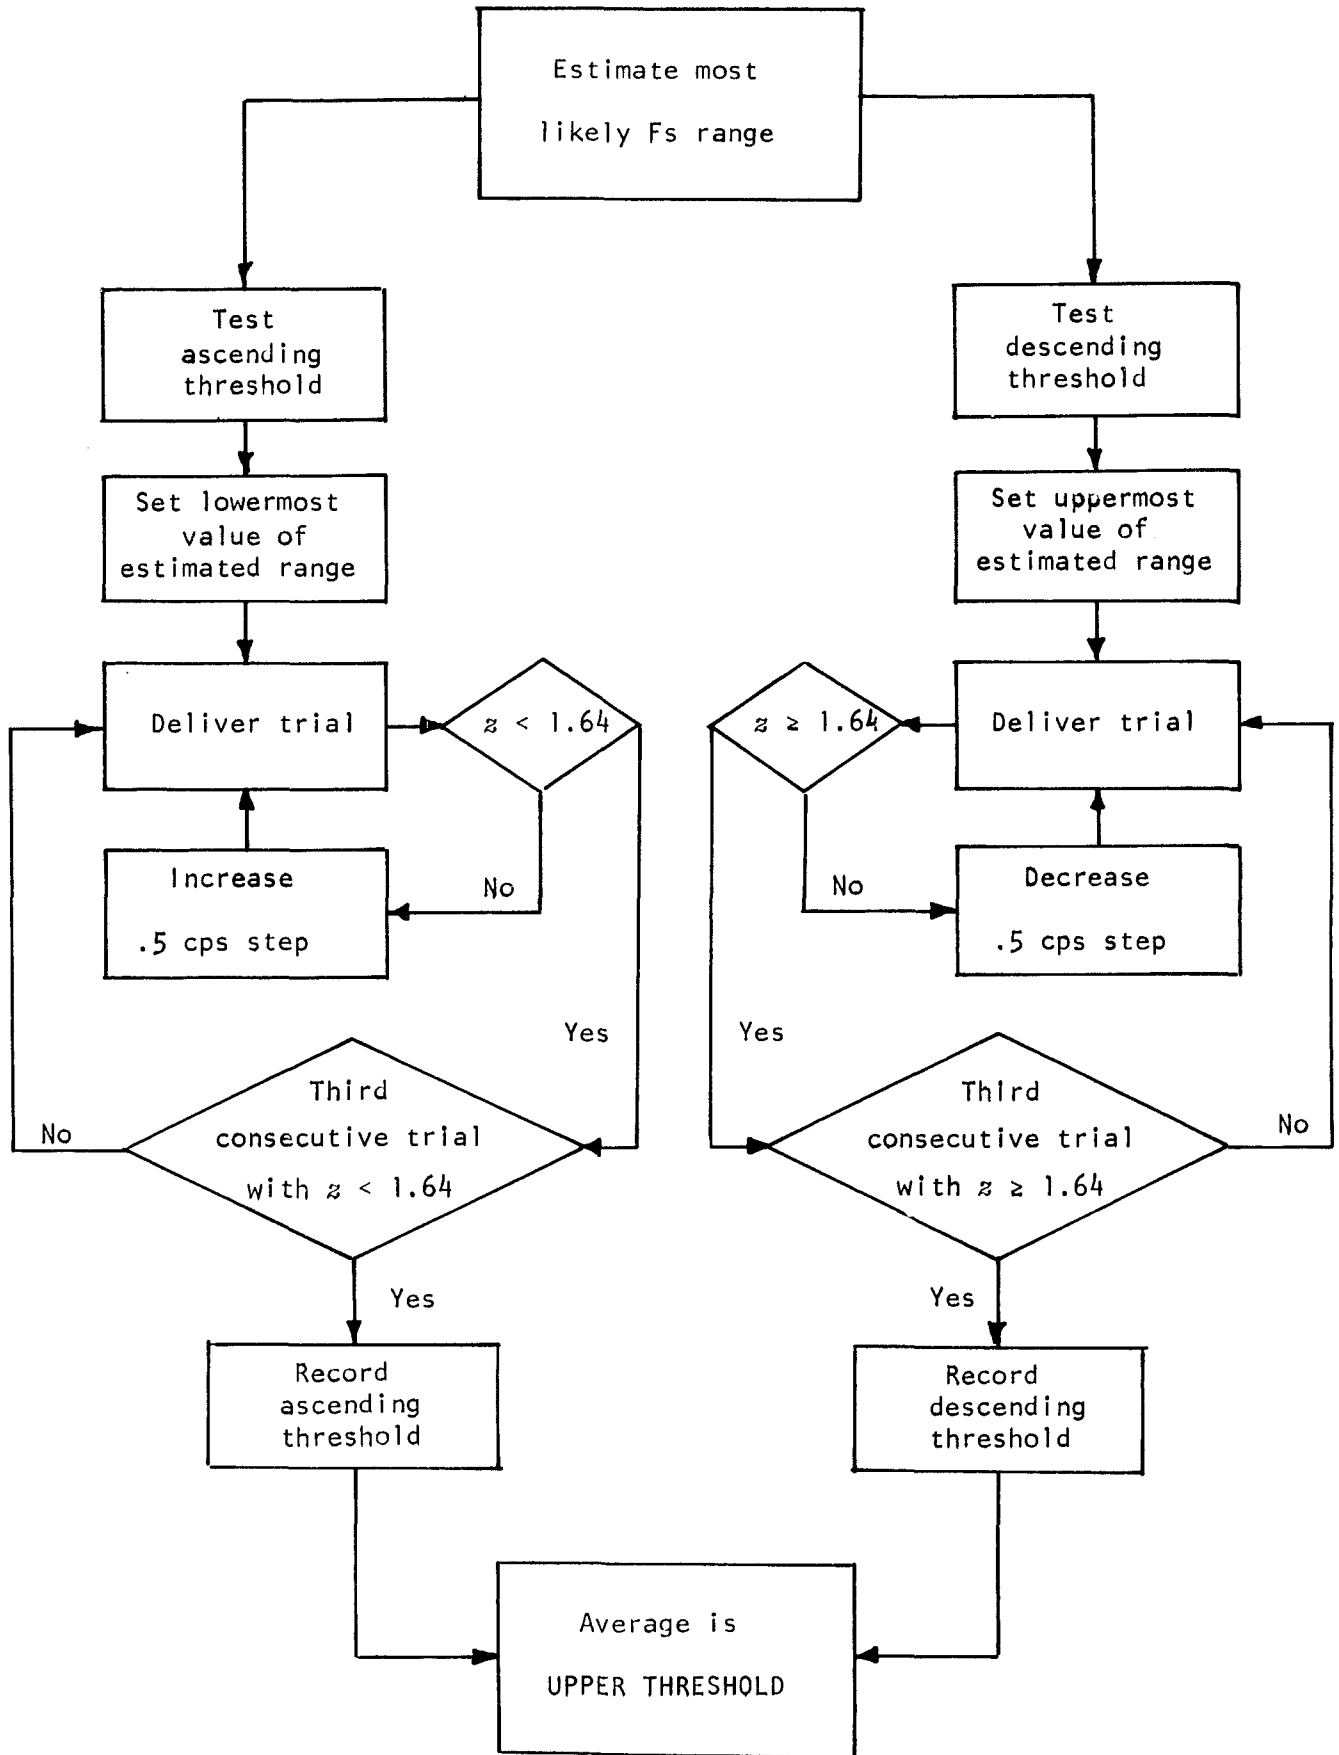 Estimate most
likely Fs range
Test
ascending
threshold
Set lowermost
value of
estimated range
Deliver trial
z < 1.64
Increase
.5 cps step
No
Yes
Third
consecutive trial
with z < 1.64
No
Yes
Record
ascending
threshold
Test
descending
threshold
Set uppermost
value of
estimated range
Deliver trial
z ≥ 1.64
Decrease
.5 cps step
No
Yes
Third
consecutive trial
with z ≥ 1.64
No
Yes
Record
descending
threshold
Average is
UPPER THRESHOLD